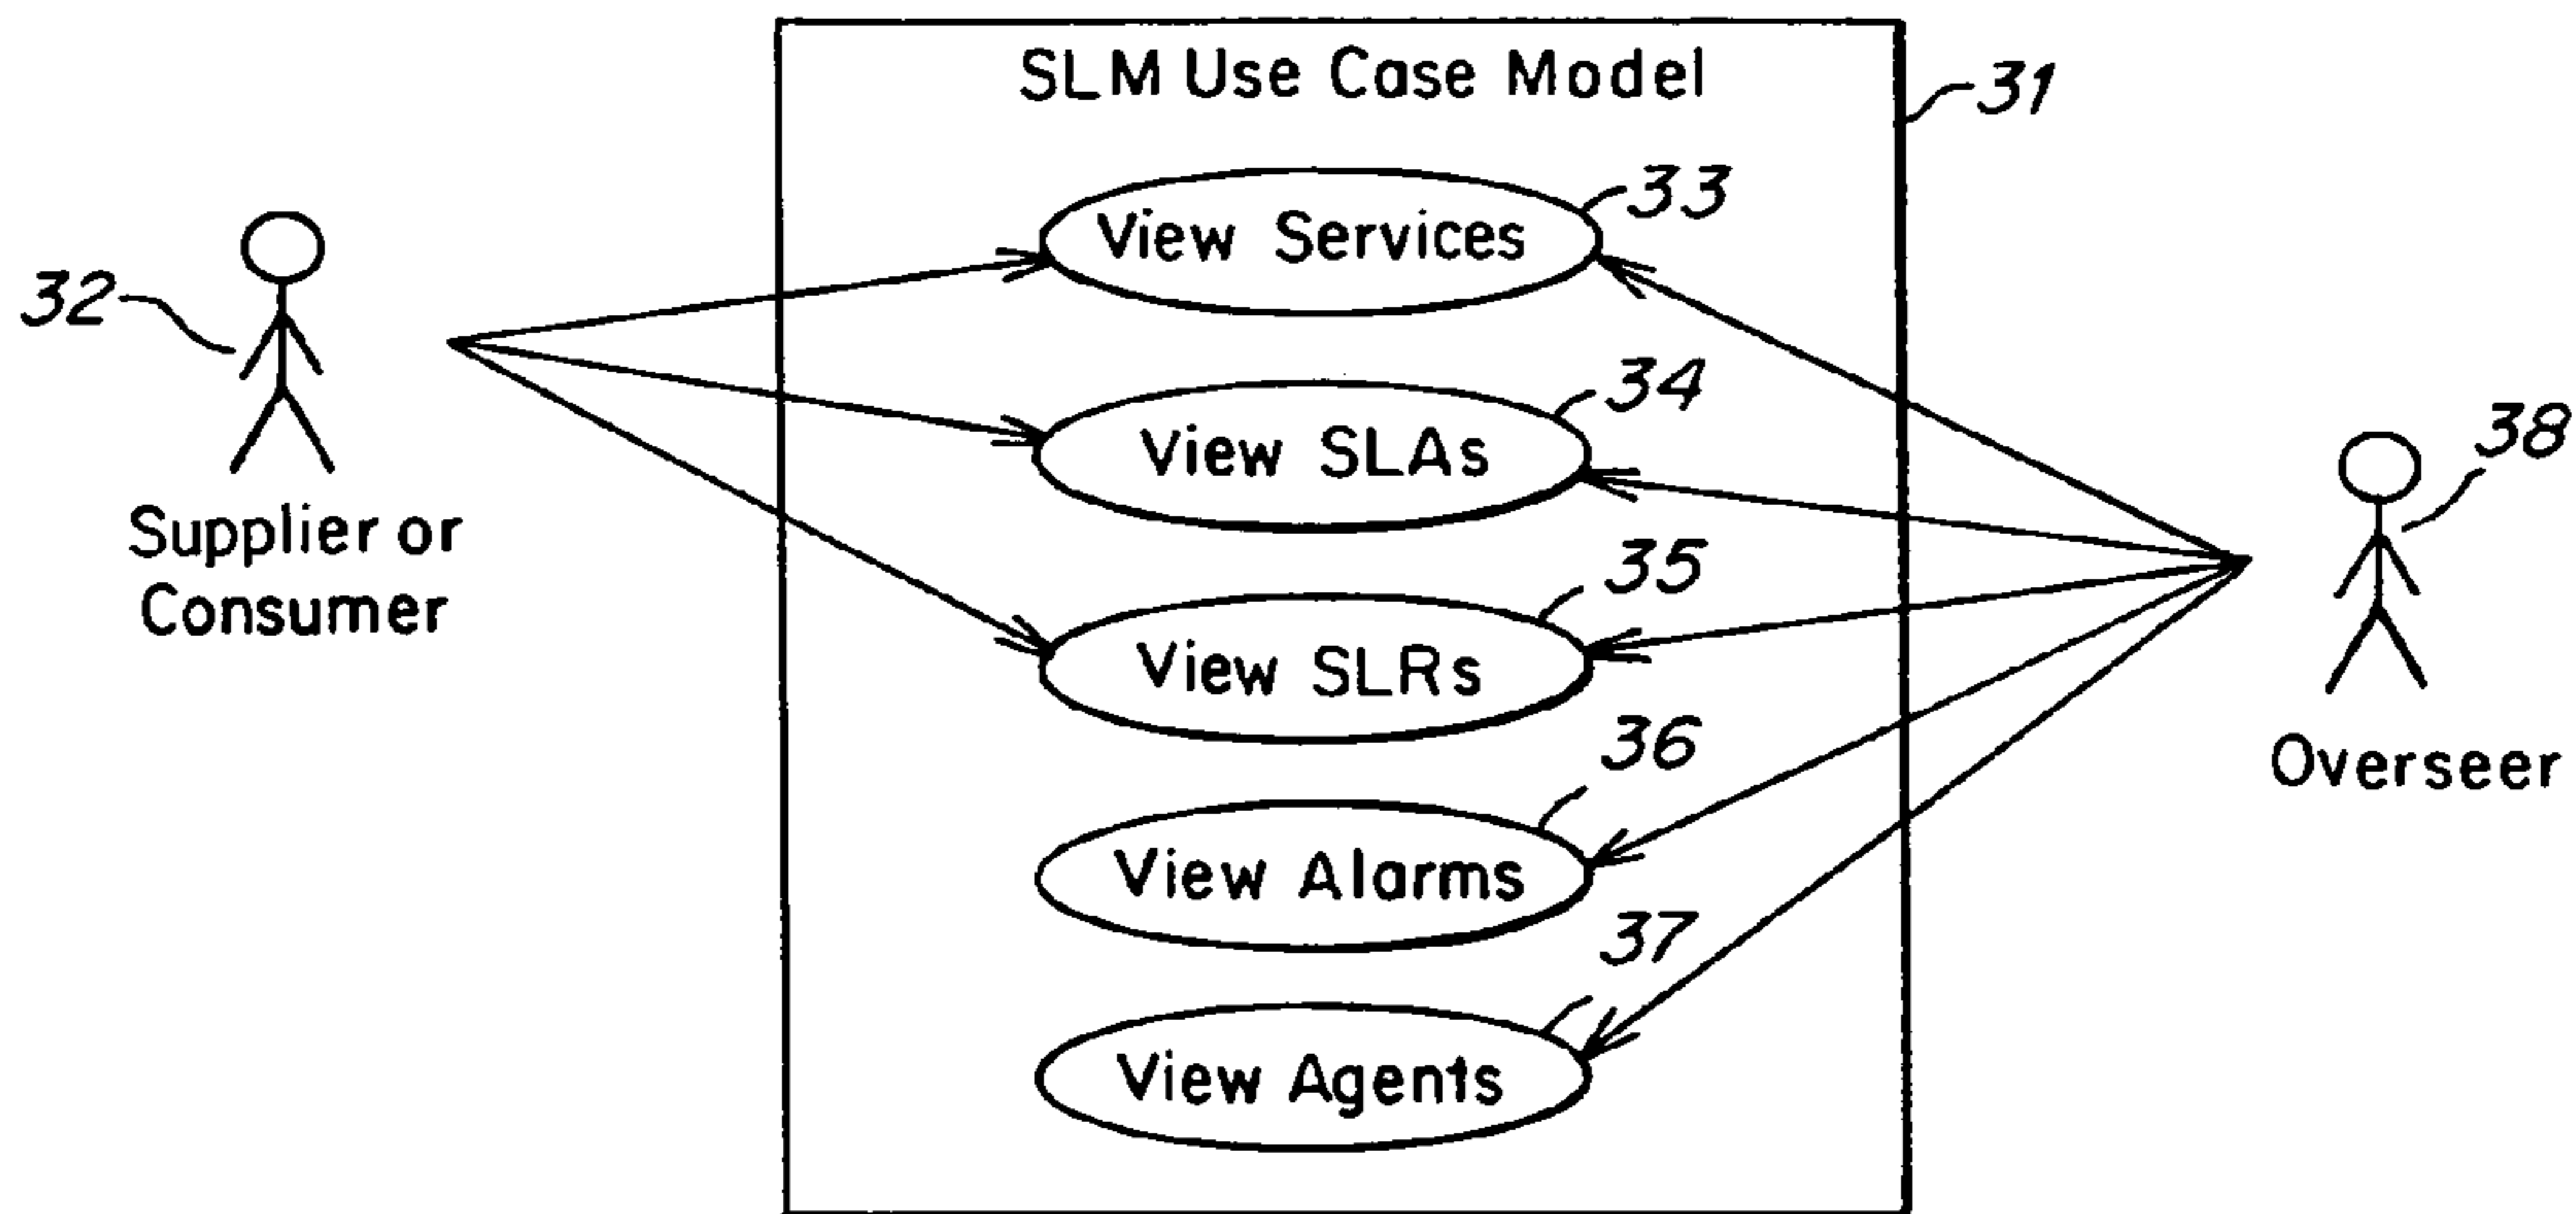 SLM Use Case Model
31
33
View Services
32
34
View SLAs
38
Supplier or
Consumer
35
View SLRs
36
Overseer
View Alarms
37
View Agents